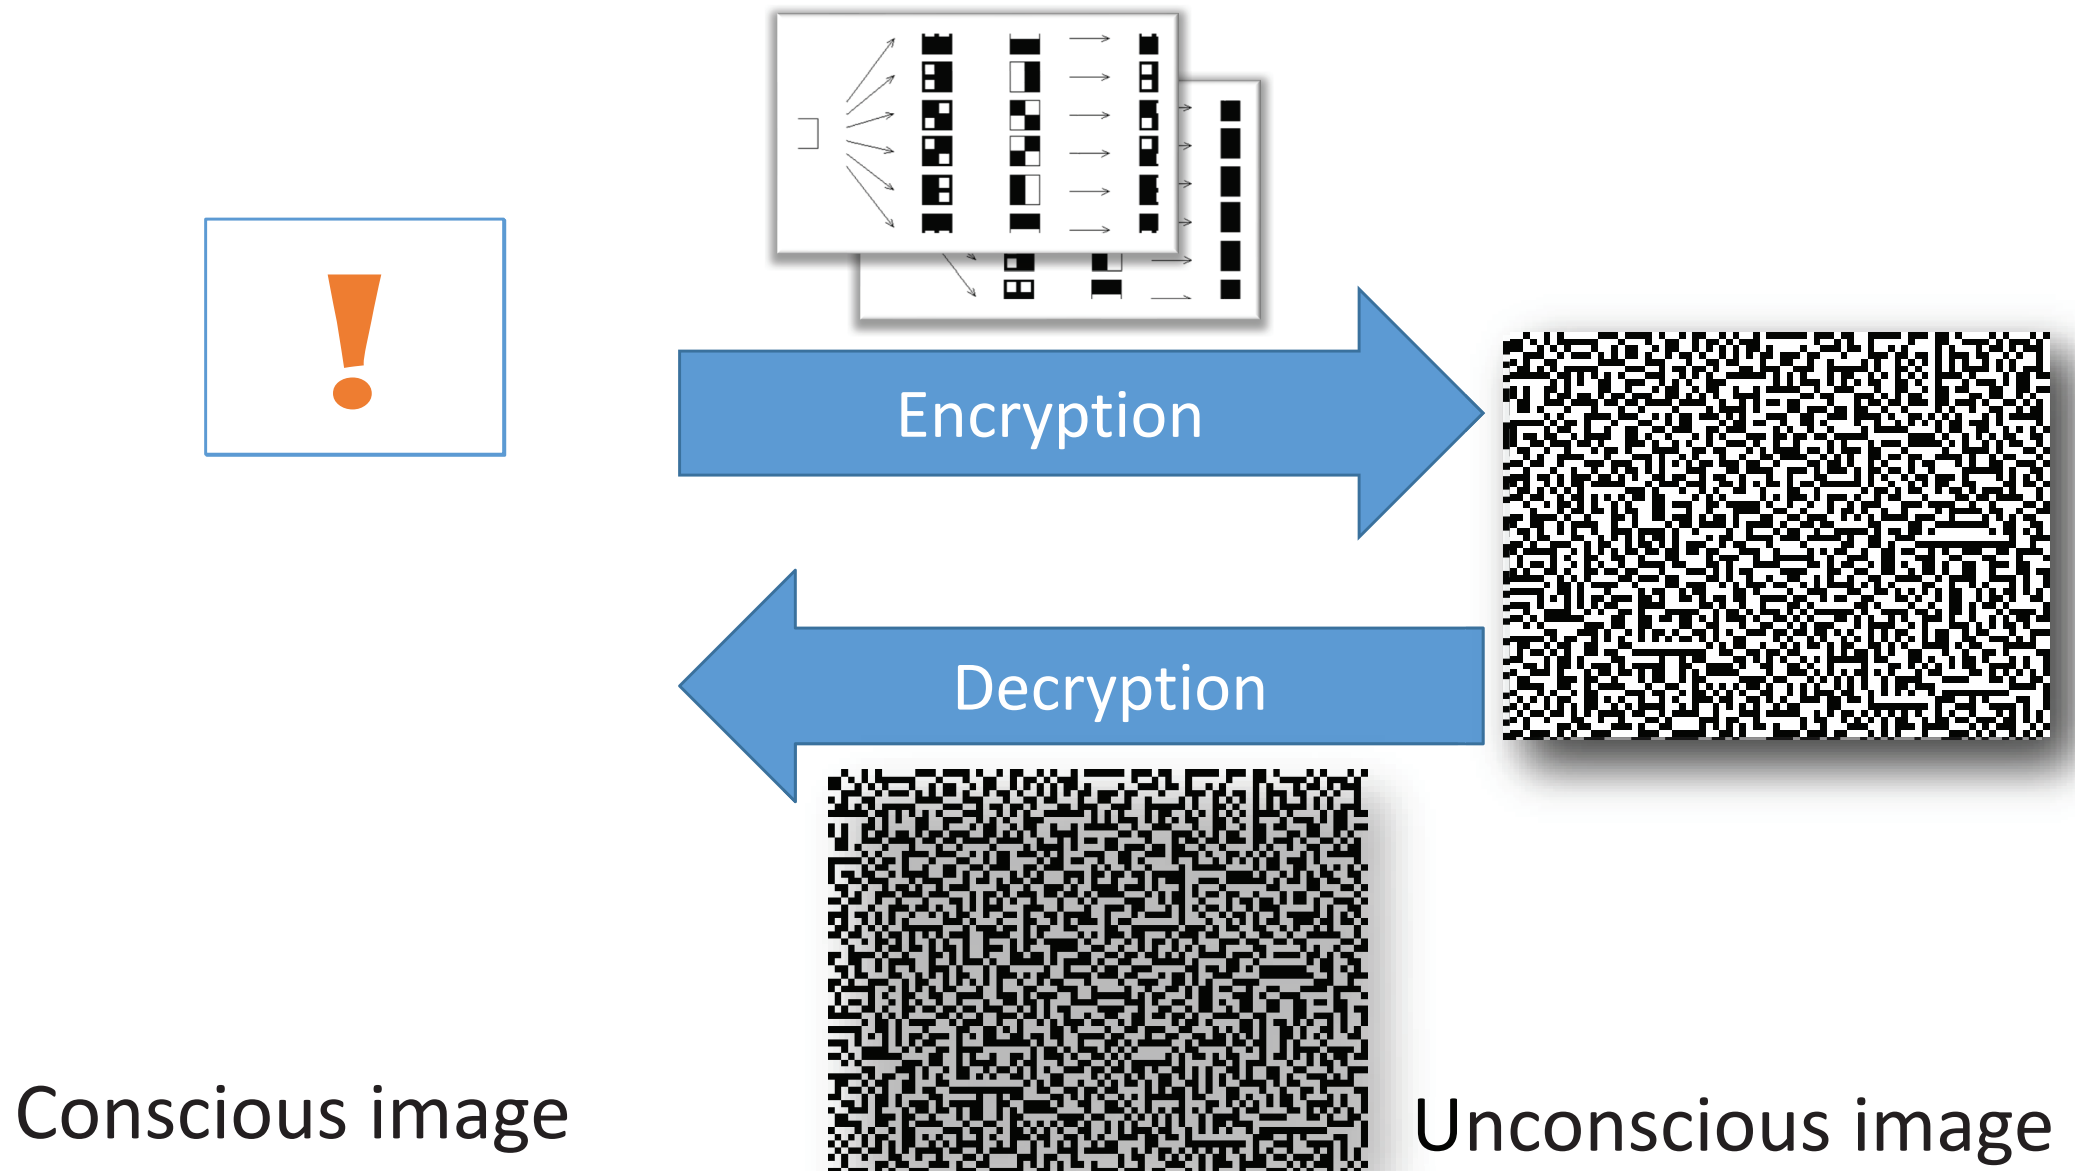 !
Encryption
Decryption
Conscious image
Unconscious image